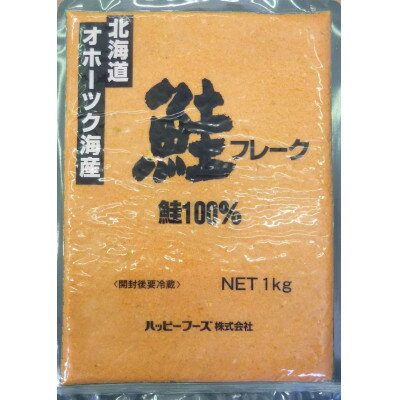 北海道
オホーツク海産
鮭フレーク
鮭100%
〈開封後要冷蔵〉 NET 1kg
ハッピーフーズ株式会社